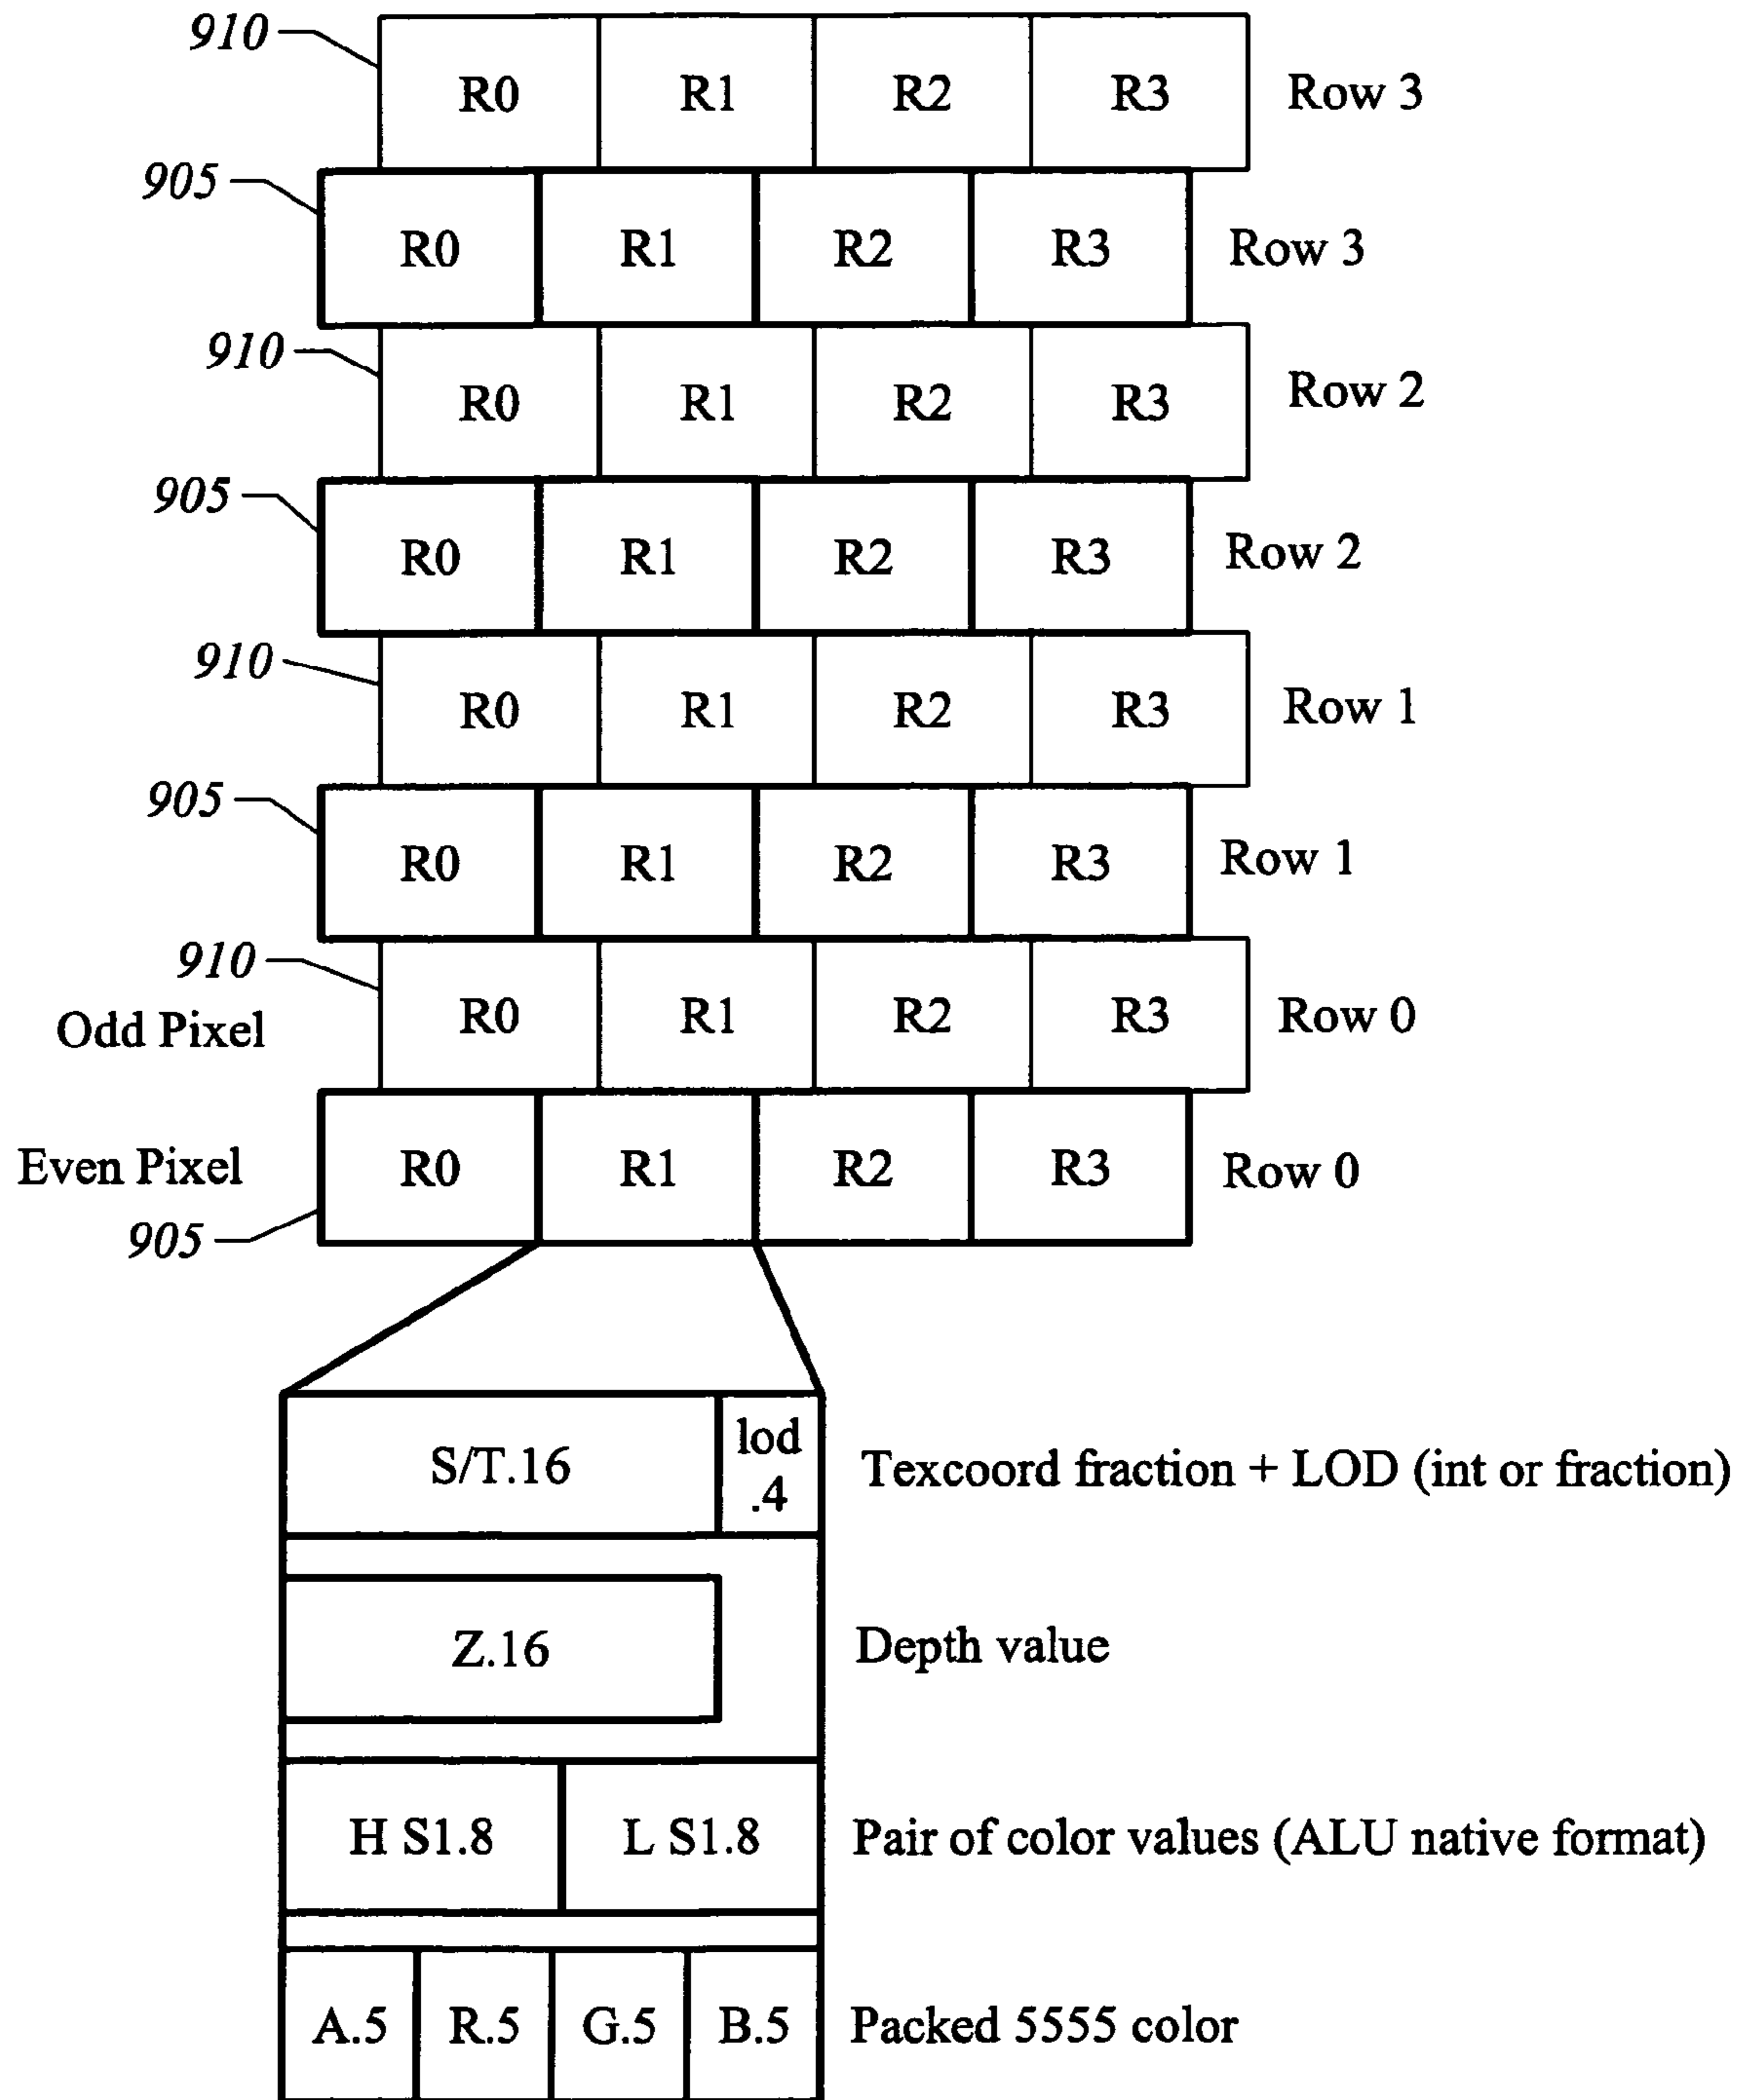 910
R0 R1 R2 R3 Row 3
905
R0 R1 R2 R3 Row 3
910
R0 R1 R2 R3 Row 2
905
R0 R1 R2 R3 Row 2
910
R0 R1 R2 R3 Row 1
905
R0 R1 R2 R3 Row 1
910
Odd Pixel R0 R1 R2 R3 Row 0
Even Pixel R0 R1 R2 R3 Row 0
905
S/T.16 lod .4 Texcoord fraction + LOD (int or fraction)
Z.16 Depth value
H S1.8 L S1.8 Pair of color values (ALU native format)
A.5 R.5 G.5 B.5 Packed 5555 color